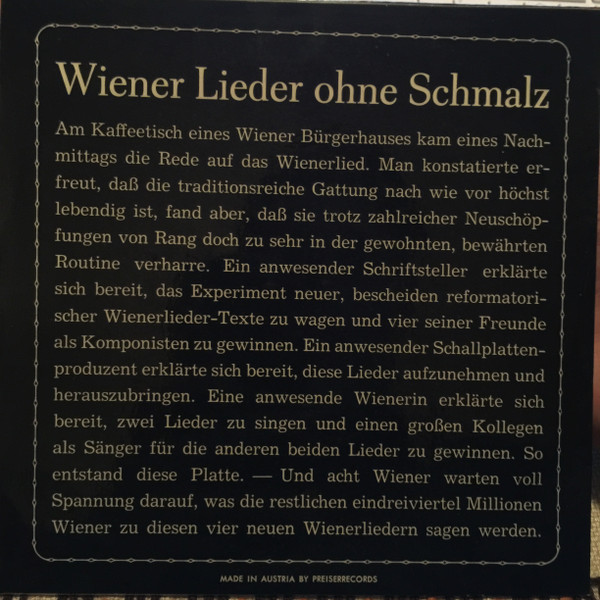 Wiener Lieder ohne Schmalz
Am Kaffeetisch eines Wiener Bürgerhauses kam eines Nach-
mittags die Rede auf das Wienerlied. Man konstatierte er-
freut, daß die traditionsreiche Gattung nach wie vor höchst
lebendig ist, fand aber, daß sie trotz zahlreicher Neuschöp-
fungen von Rang doch zu sehr in der gewohnten, bewährten
Routine verharre. Ein anwesender Schriftsteller erklärte
sich bereit, das Experiment neuer, bescheiden reformatori-
scher Wienerlieder-Texte zu wagen und vier seiner Freunde
als Komponisten zu gewinnen. Ein anwesender Schallplatten-
produzent erklärte sich bereit, diese Lieder aufzunehmen und
herauszubringen. Eine anwesende Wienerin erklärte sich
bereit, zwei Lieder zu singen und einen großen Kollegen
als Sänger für die anderen beiden Lieder zu gewinnen. So
entstand diese Platte. — Und acht Wiener warten voll
Spannung darauf, was die restlichen eindreiviertel Millionen
Wiener zu diesen vier neuen Wienerliedern sagen werden.
MADE IN AUSTRIA BY PREISERRECORDS